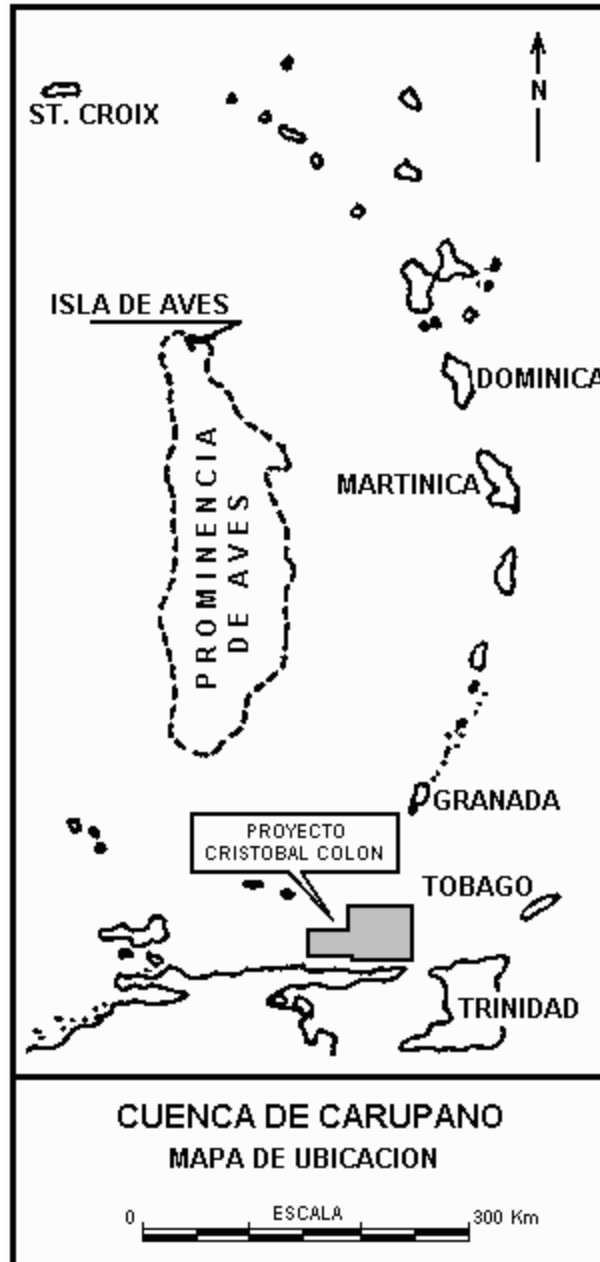 N
ST. CROIX
ISLA DE AVES
DOMINICA
MARTINICA
PROMINENCIA
DE AVES
GRANADA
PROYECTO
CRISTOBAL COLON
TOBAGO
TRINIDAD
CUENCA DE CARUPANO
MAPA DE UBICACION
0 ESCALA 300 Km